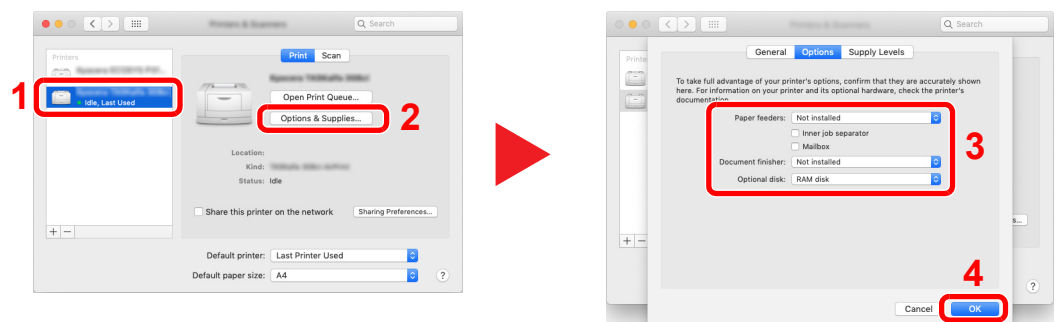 Search
Printers
Print Scan
1
Idle, Last Used
Open Print Queue...
Options & Supplies...
2
Location:
Kind:
Status: Idle
Share this printer on the network
Sharing Preferences...
+ −
Default printer: Last Printer Used
Default paper size: A4
?
Search
Printe
General Options Supply Levels
To take full advantage of your printer's options, confirm that they are accurately shown
here. For information on your printer and its optional hardware, check the printer's
documentation.
Paper feeders: Not installed
Inner job separator
Mailbox
Document finisher: Not installed
Optional disk: RAM disk
3
s...
+ −
?
4
Cancel OK